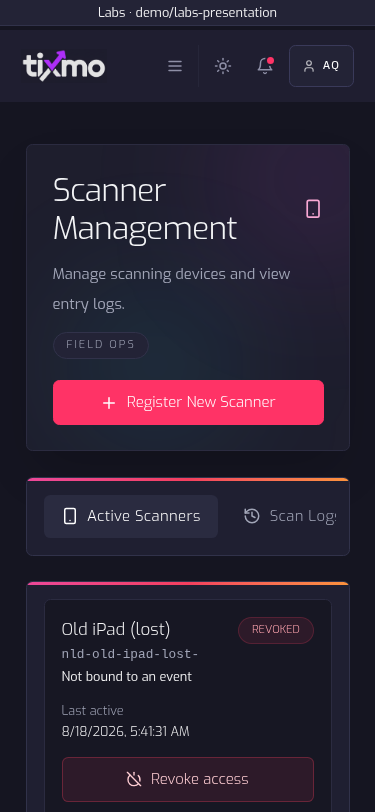 Labs · demo/labs-presentation
tixmo
AQ
Scanner
Management
Manage scanning devices and view
entry logs.
FIELD OPS
Register New Scanner
Active Scanners
Scan Logs
Old iPad (lost)
REVOKED
nld-old-ipad-lost-
Not bound to an event
Last active
8/18/2026, 5:41:31 AM
Revoke access